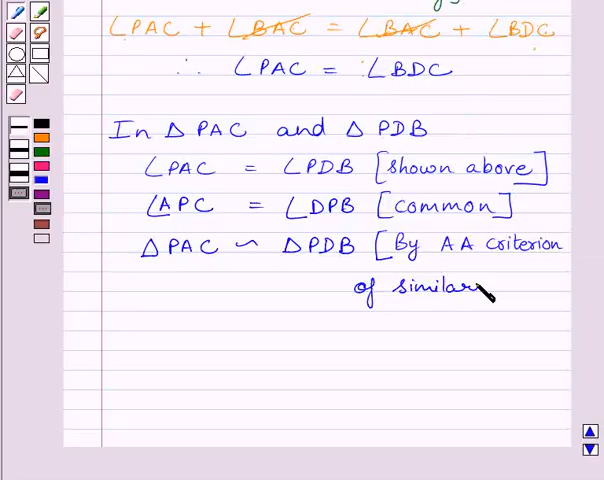 ∠PAC + ∠BAC = ∠BAC + ∠BDC
∴ ∠PAC = ∠BDC
In △ PAC and △ PDB
∠PAC = ∠PDB [shown above]
∠APC = ∠DPB [common]
△PAC ∽ △PDB [By AA criterion
of similar